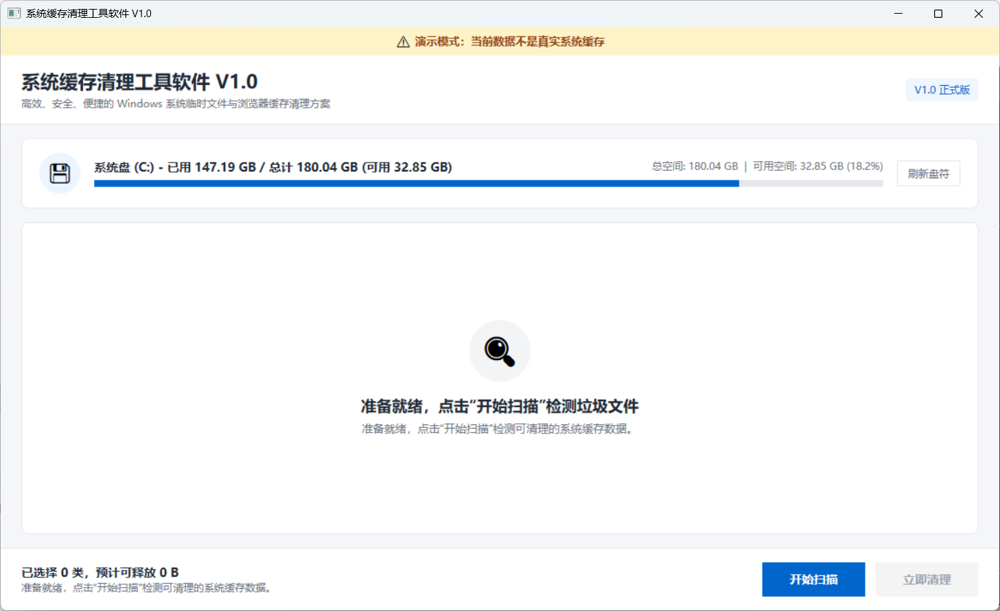 系统缓存清理工具软件 V1.0
⚠ 演示模式：当前数据不是真实系统缓存
系统缓存清理工具软件 V1.0
高效、安全、便捷的 Windows 系统临时文件与浏览器缓存清理方案
V1.0 正式版
系统盘 (C:) - 已用 147.19 GB / 总计 180.04 GB (可用 32.85 GB)
总空间: 180.04 GB | 可用空间: 32.85 GB (18.2%)
刷新盘符
准备就绪，点击“开始扫描”检测垃圾文件
准备就绪，点击“开始扫描”检测可清理的系统缓存数据。
已选择 0 类，预计可释放 0 B
准备就绪，点击“开始扫描”检测可清理的系统缓存数据。
开始扫描
立即清理